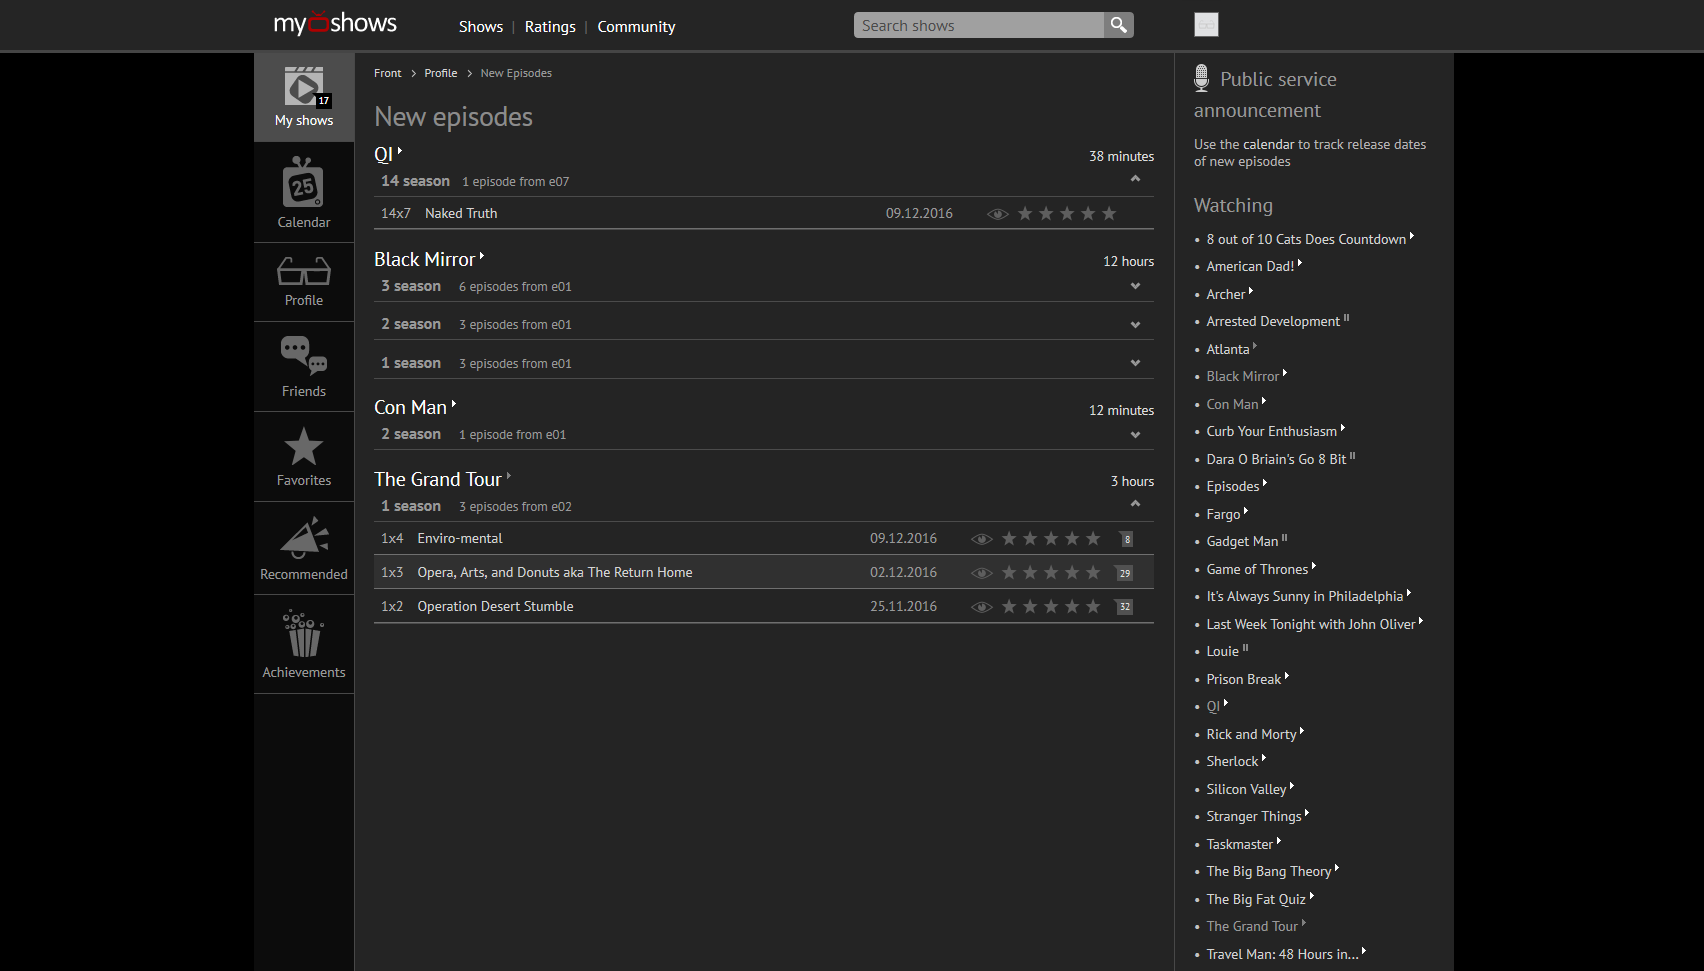 my shows
Shows | Ratings | Community
Search shows
17
My shows
25
Calendar
Profile
Friends
Favorites
Recommended
Achievements
Front > Profile > New Episodes
New episodes
QI
38 minutes
14 season 1 episode from e07
14x7 Naked Truth 09.12.2016
Black Mirror
12 hours
3 season 6 episodes from e01
2 season 3 episodes from e01
1 season 3 episodes from e01
Con Man
12 minutes
2 season 1 episode from e01
The Grand Tour
3 hours
1 season 3 episodes from e02
1x4 Enviro-mental 09.12.2016 8
1x3 Opera, Arts, and Donuts aka The Return Home 02.12.2016 29
1x2 Operation Desert Stumble 25.11.2016 32
Public service
announcement
Use the calendar to track release dates
of new episodes
Watching
• 8 out of 10 Cats Does Countdown
• American Dad!
• Archer
• Arrested Development
• Atlanta
• Black Mirror
• Con Man
• Curb Your Enthusiasm
• Dara O Briain's Go 8 Bit
• Episodes
• Fargo
• Gadget Man
• Game of Thrones
• It's Always Sunny in Philadelphia
• Last Week Tonight with John Oliver
• Louie
• Prison Break
• QI
• Rick and Morty
• Sherlock
• Silicon Valley
• Stranger Things
• Taskmaster
• The Big Bang Theory
• The Big Fat Quiz
• The Grand Tour
• Travel Man: 48 Hours in...